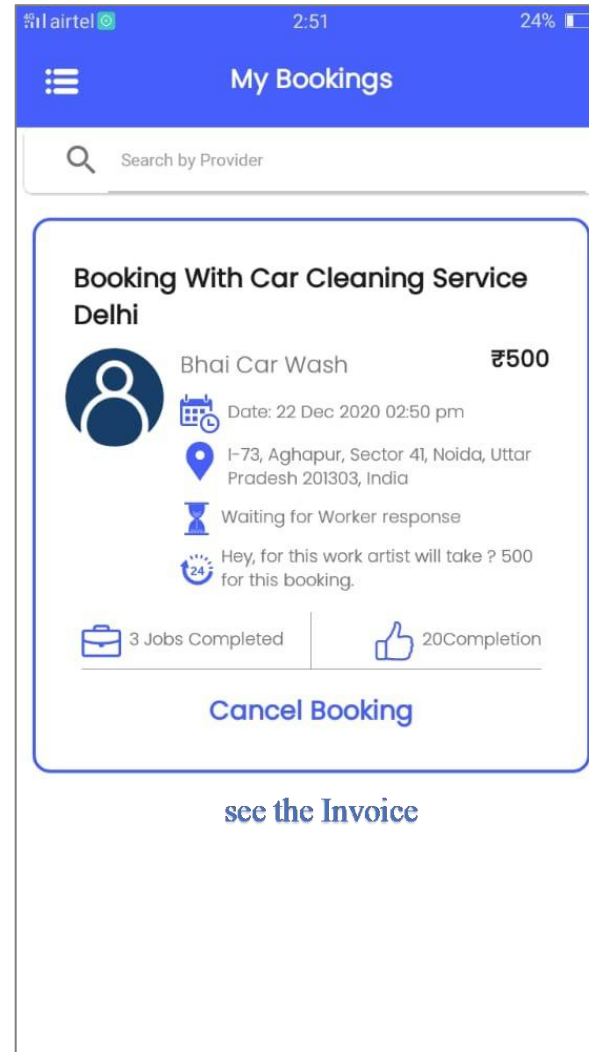 4G airtel 2:51 24%
My Bookings
Search by Provider
Booking With Car Cleaning Service
Delhi
Bhai Car Wash ₹500
Date: 22 Dec 2020 02:50 pm
I-73, Aghapur, Sector 41, Noida, Uttar
Pradesh 201303, India
Waiting for Worker response
24
Hey, for this work artist will take ? 500
for this booking.
3 Jobs Completed 20Completion
Cancel Booking
see the Invoice